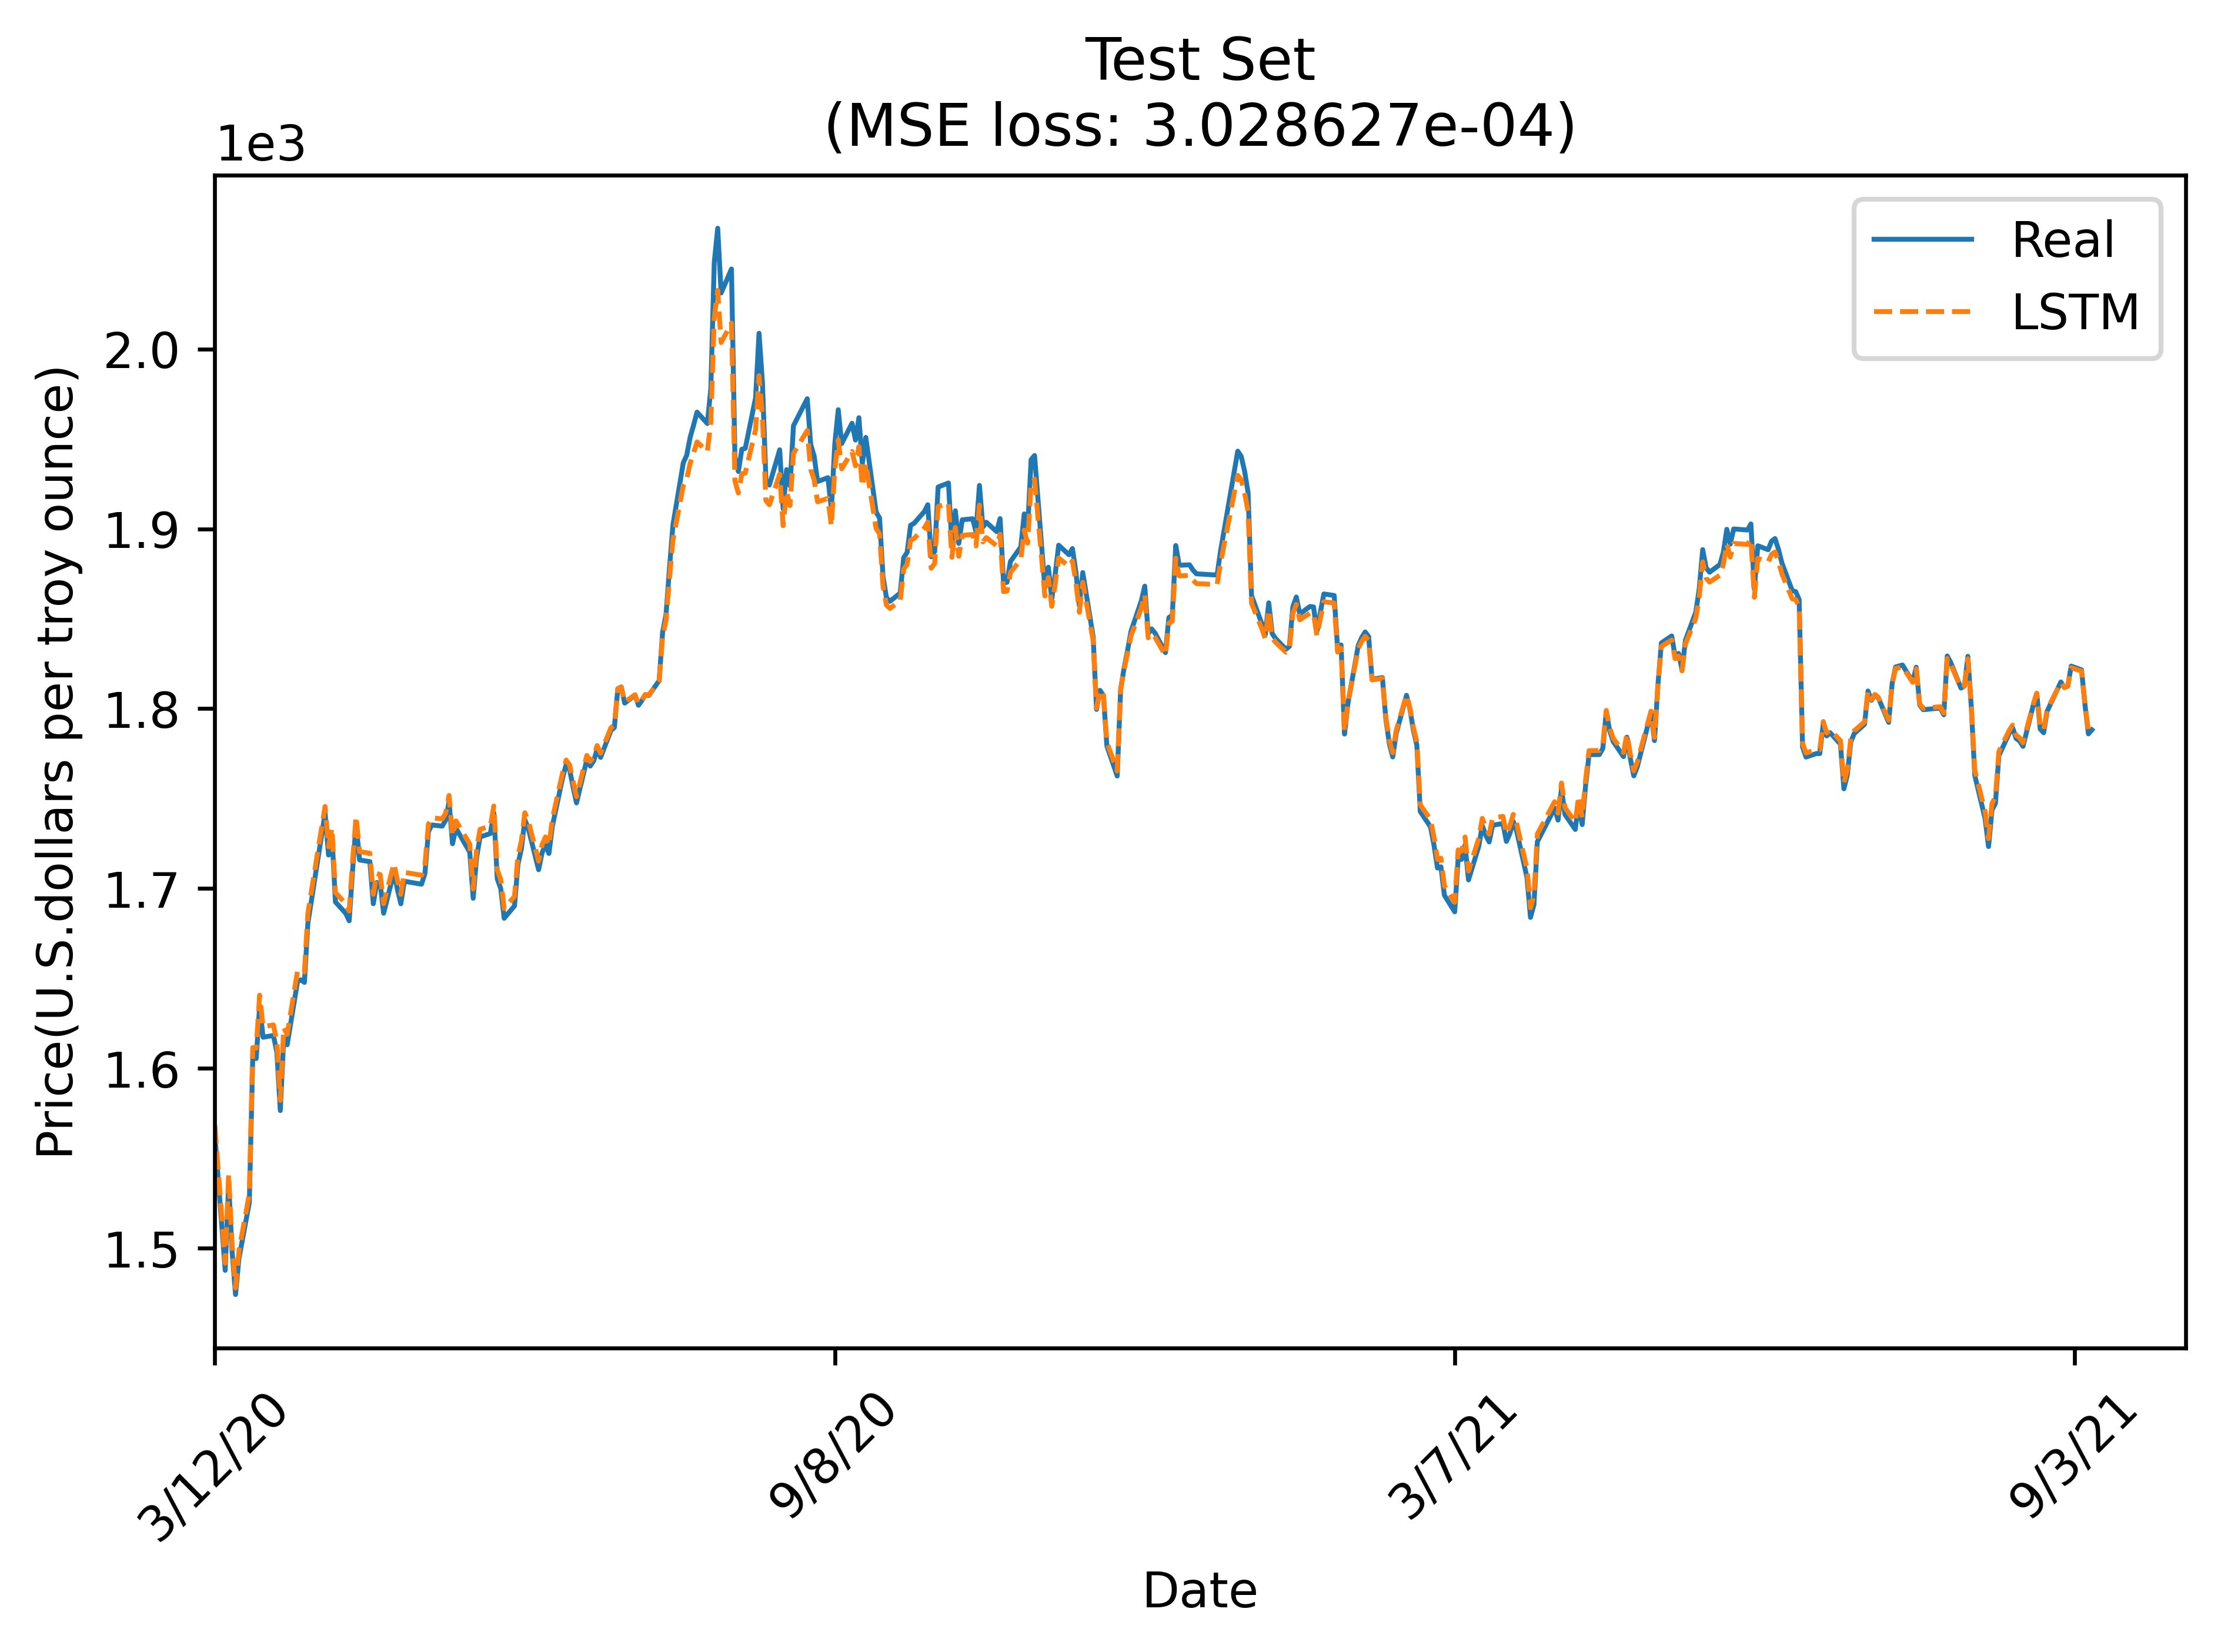 Test Set
(MSE loss: 3.028627e-04)
1e3
Real
LSTM
2.0
1.9
1.8
1.7
1.6
1.5
Price(U.S.dollars per troy ounce)
3/12/20
9/8/20
3/7/21
9/3/21
Date